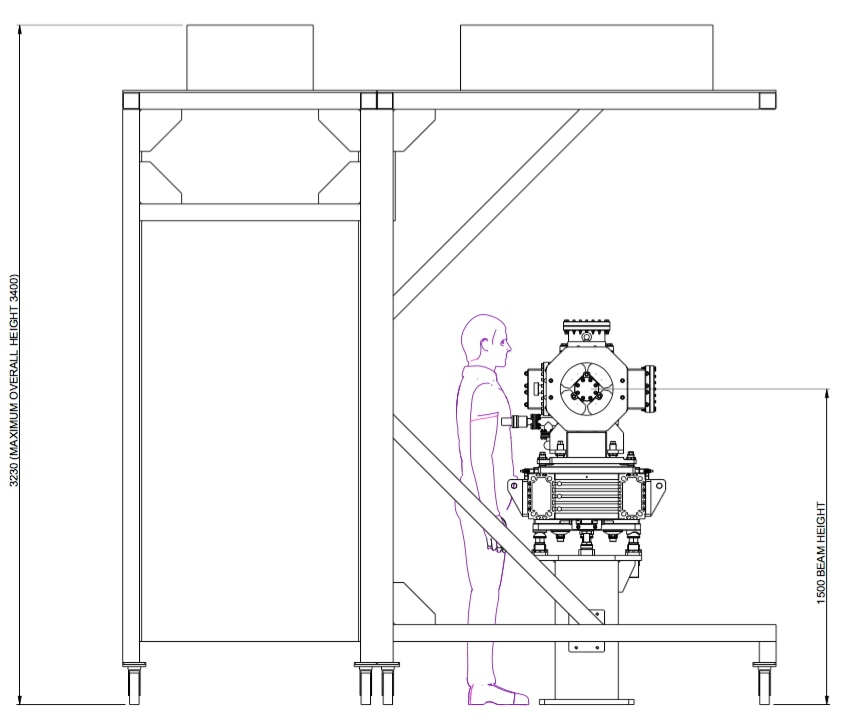 3230 (MAXIMUM OVERALL HEIGHT 3400)
1500 BEAM HEIGHT